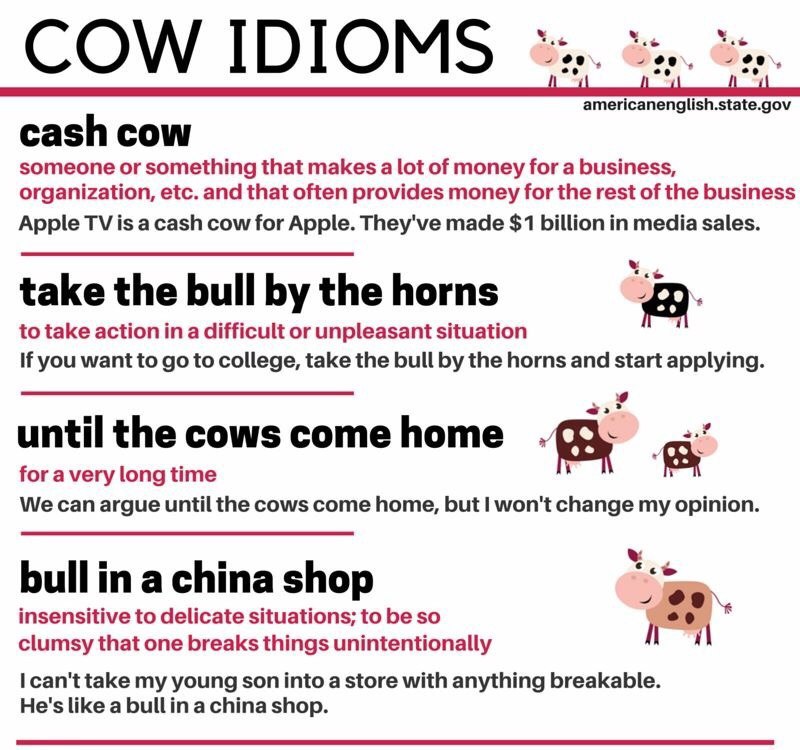 COW IDIOMS
americanenglish.state.gov
cash cow
someone or something that makes a lot of money for a business,
organization, etc. and that often provides money for the rest of the business
Apple TV is a cash cow for Apple. They've made $1 billion in media sales.
take the bull by the horns
to take action in a difficult or unpleasant situation
If you want to go to college, take the bull by the horns and start applying.
until the cows come home
for a very long time
We can argue until the cows come home, but I won't change my opinion.
bull in a china shop
insensitive to delicate situations; to be so
clumsy that one breaks things unintentionally
I can't take my young son into a store with anything breakable.
He's like a bull in a china shop.